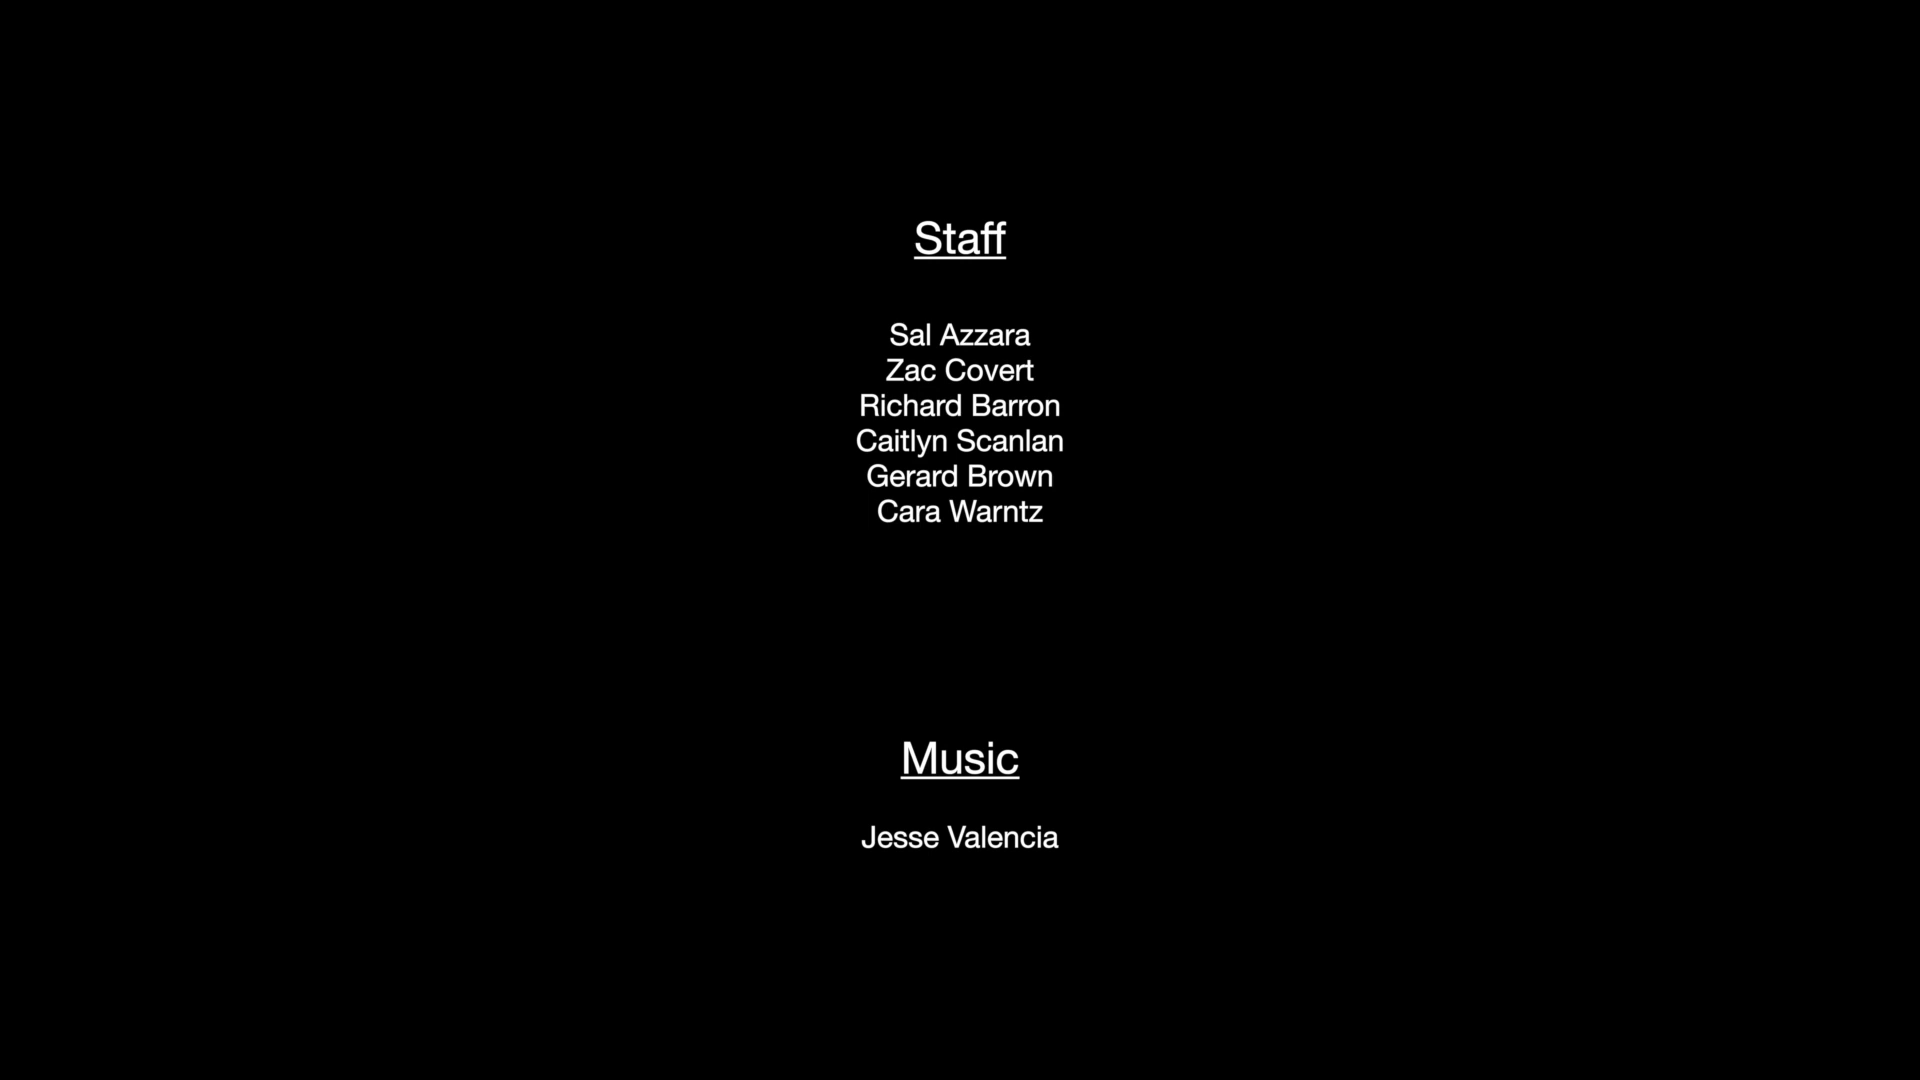 Staff
Sal Azzara
Zac Covert
Richard Barron
Caitlyn Scanlan
Gerard Brown
Cara Warntz
Music
Jesse Valencia